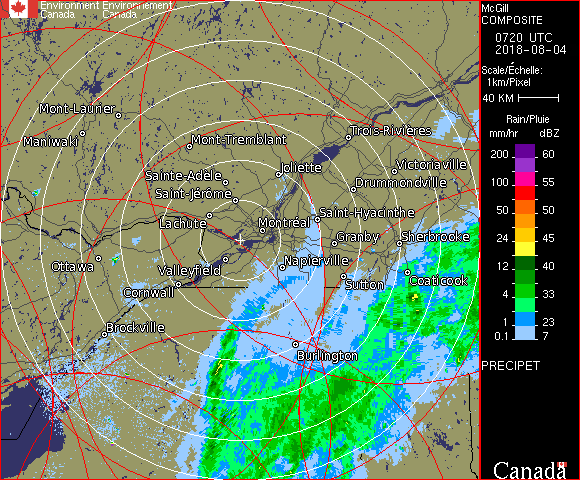 Environment Environnement
Canada Canada
McGill
COMPOSITE
0720 UTC
2018-08-04
Scale/Échelle:
1km/Pixel
40 KM
Rain/Pluie
mm/hr dBZ
200 60
100 55
50 50
24 45
12 40
4 33
1 23
0.1 7
PRECIPET
Canada
Mont-Laurier
Trois-Rivières
Maniwaki
Mont-Tremblant
Victoriaville
Joliette
Sainte-Adèle
Drummondville
Saint-Jérôme
Saint-Hyacinthe
Lachute
Montréal
Granby
Sherbrooke
Ottawa
Valleyfield
Napierville
Coaticook
Sutton
Cornwall
Brockville
Burlington